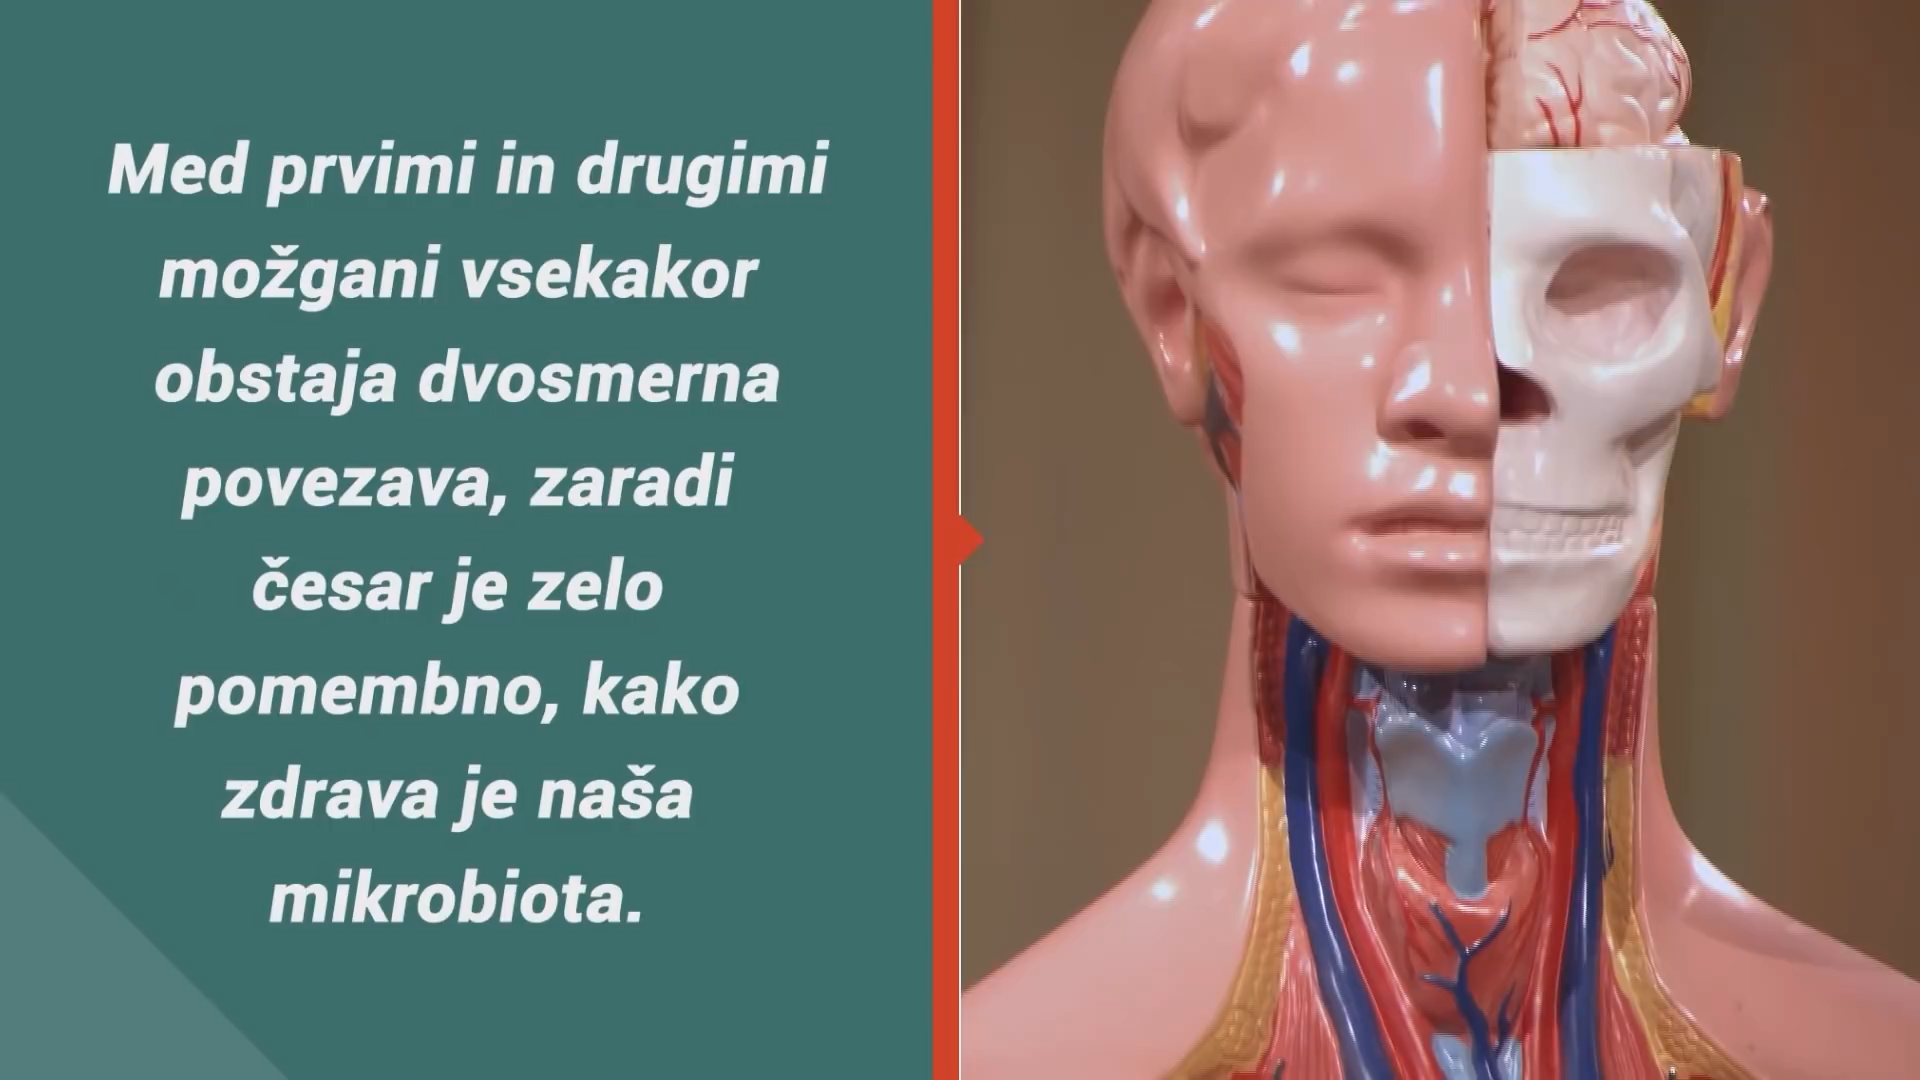 Med prvimi in drugimi
možgani vsekakor
obstaja dvosmerna
povezava, zaradi
česar je zelo
pomembno, kako
zdrava je naša
mikrobiota.